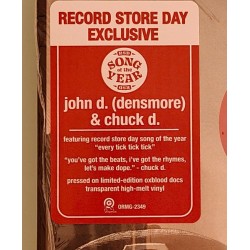 RECORD STORE DAY
EXCLUSIVE
SONG
of the
YEAR
john d. (densmore)
& chuck d.
featuring record store day song of the year
"every tick tick tick"
"you've got the beats, i've got the rhymes,
let's make dope." - chuck d.
pressed on limited-edition oxblood docs
transparent high-melt vinyl
ORMG-2349